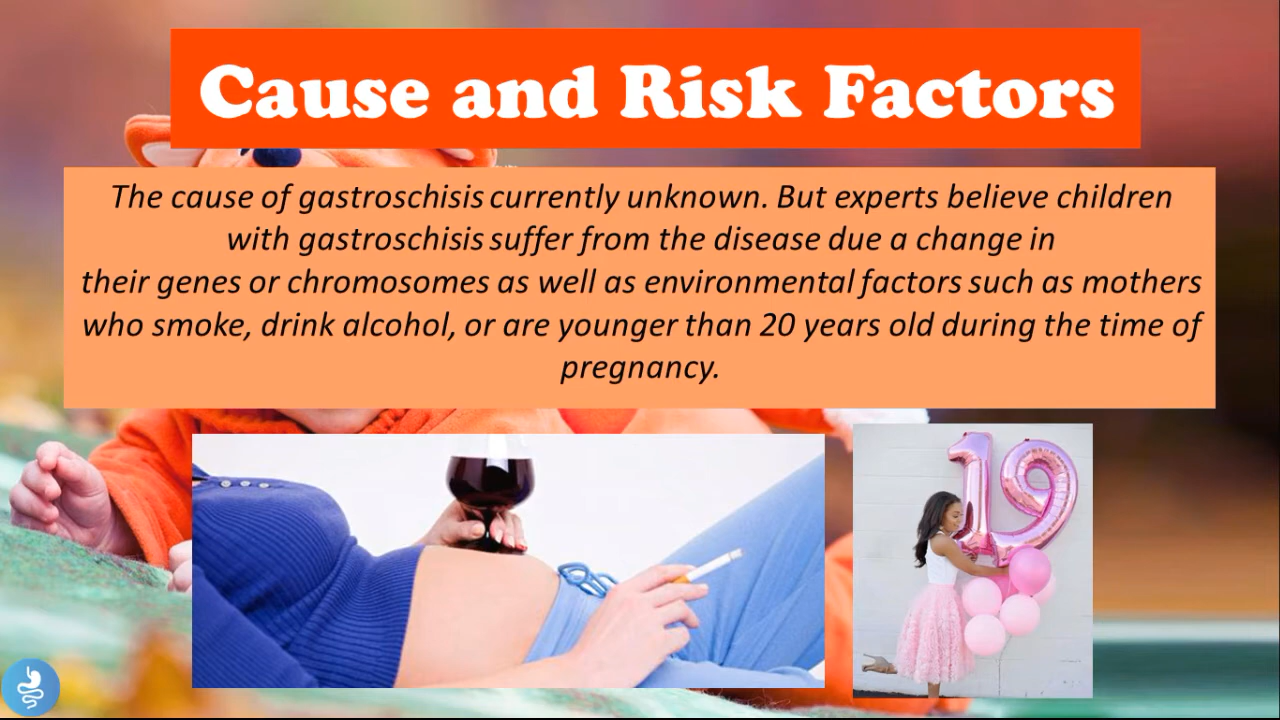 Cause and Risk Factors
The cause of gastroschisis currently unknown. But experts believe children
with gastroschisis suffer from the disease due a change in
their genes or chromosomes as well as environmental factors such as mothers
who smoke, drink alcohol, or are younger than 20 years old during the time of
pregnancy.
19